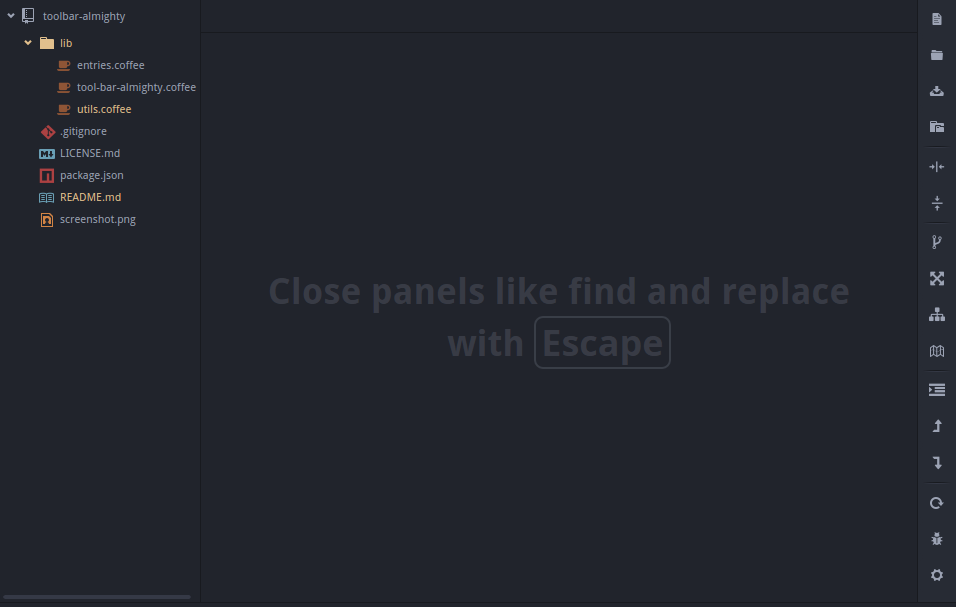 toolbar-almighty
lib
entries.coffee
tool-bar-almighty.coffee
utils.coffee
.gitignore
LICENSE.md
package.json
README.md
screenshot.png
Close panels like find and replace
with Escape